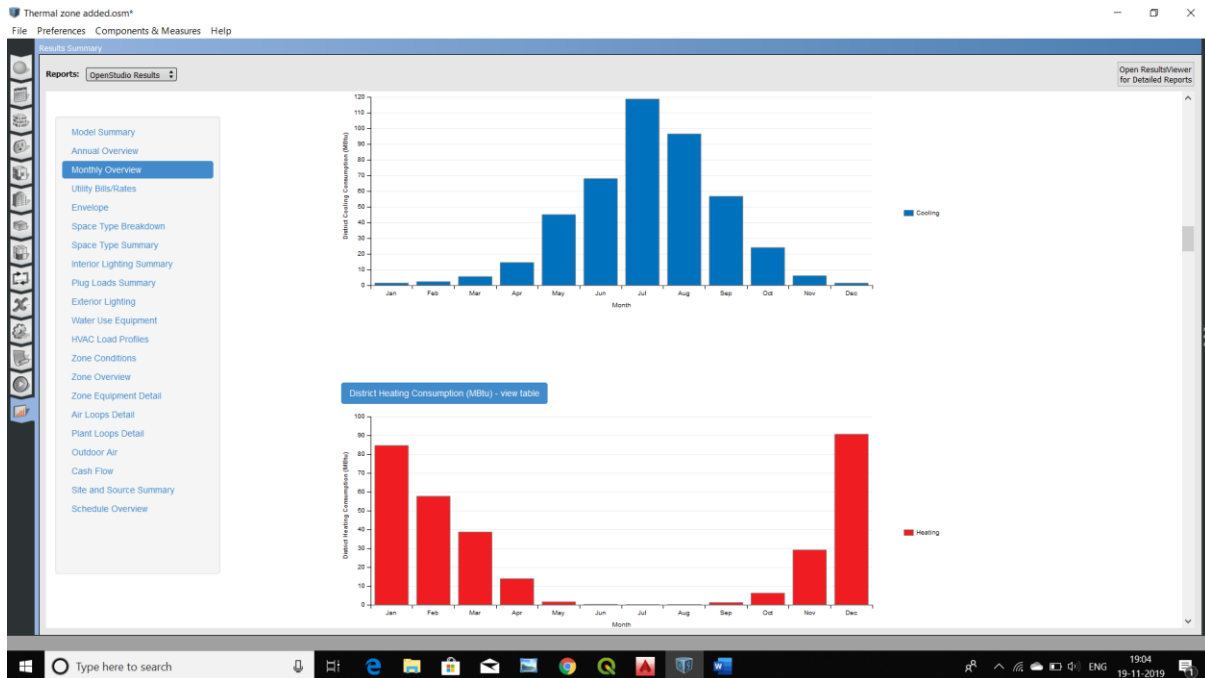 Thermal zone added.osm*
File Preferences Components & Measures Help
Results Summary
Reports: OpenStudio Results
Open ResultsViewer
for Detailed Reports
Model Summary
Annual Overview
Monthly Overview
Utility Bills/Rates
Envelope
Space Type Breakdown
Space Type Summary
Interior Lighting Summary
Plug Loads Summary
Exterior Lighting
Water Use Equipment
HVAC Load Profiles
Zone Conditions
Zone Overview
Zone Equipment Detail
Air Loops Detail
Plant Loops Detail
Outdoor Air
Cash Flow
Site and Source Summary
Schedule Overview
District Cooling Consumption (MBtu)
120
110
100
90
80
70
60
50
40
30
20
10
0
Jan Feb Mar Apr May Jun Jul Aug Sep Oct Nov Dec
Month
Cooling
District Heating Consumption (MBtu) - view table
District Heating Consumption (MBtu)
100
90
80
70
60
50
40
30
20
10
0
Jan Feb Mar Apr May Jun Jul Aug Sep Oct Nov Dec
Month
Heating
Type here to search
ENG
19:04
19-11-2019